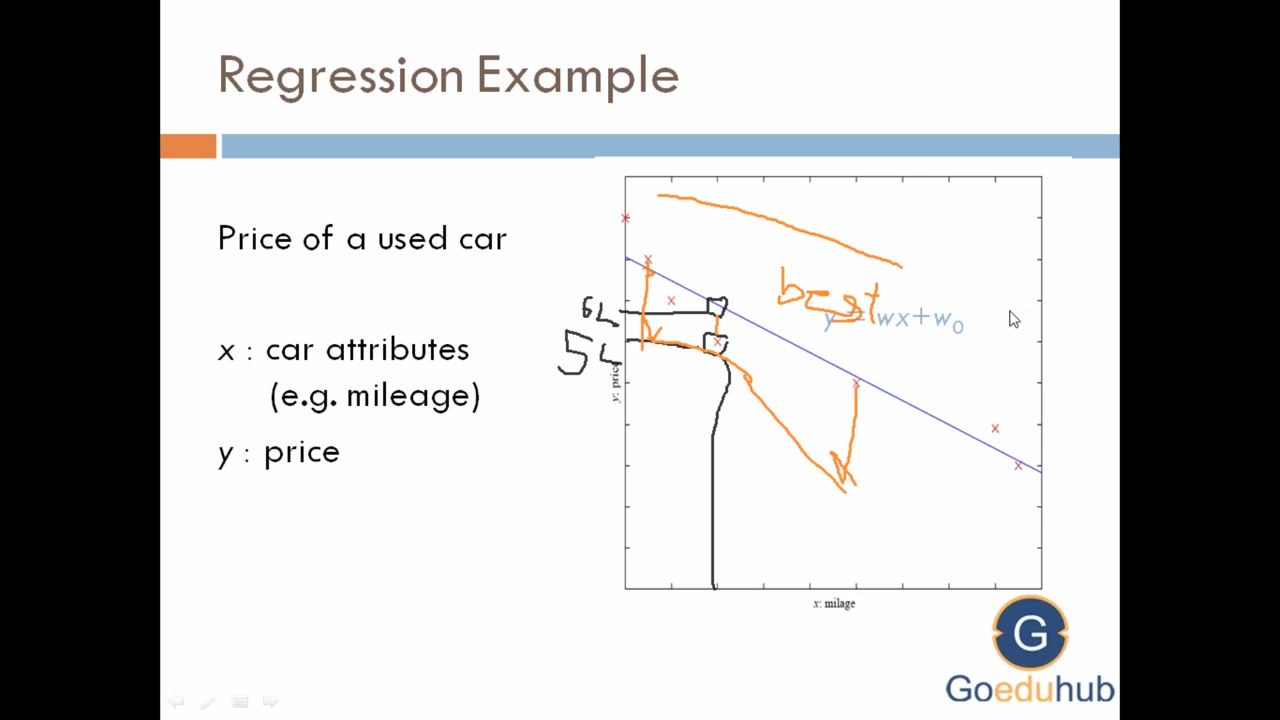 Regression Example
Price of a used car
x : car attributes
(e.g. mileage)
y : price
6L
5L
best
y = wx+w₀
y: price
x: milage
G
Goeduhub